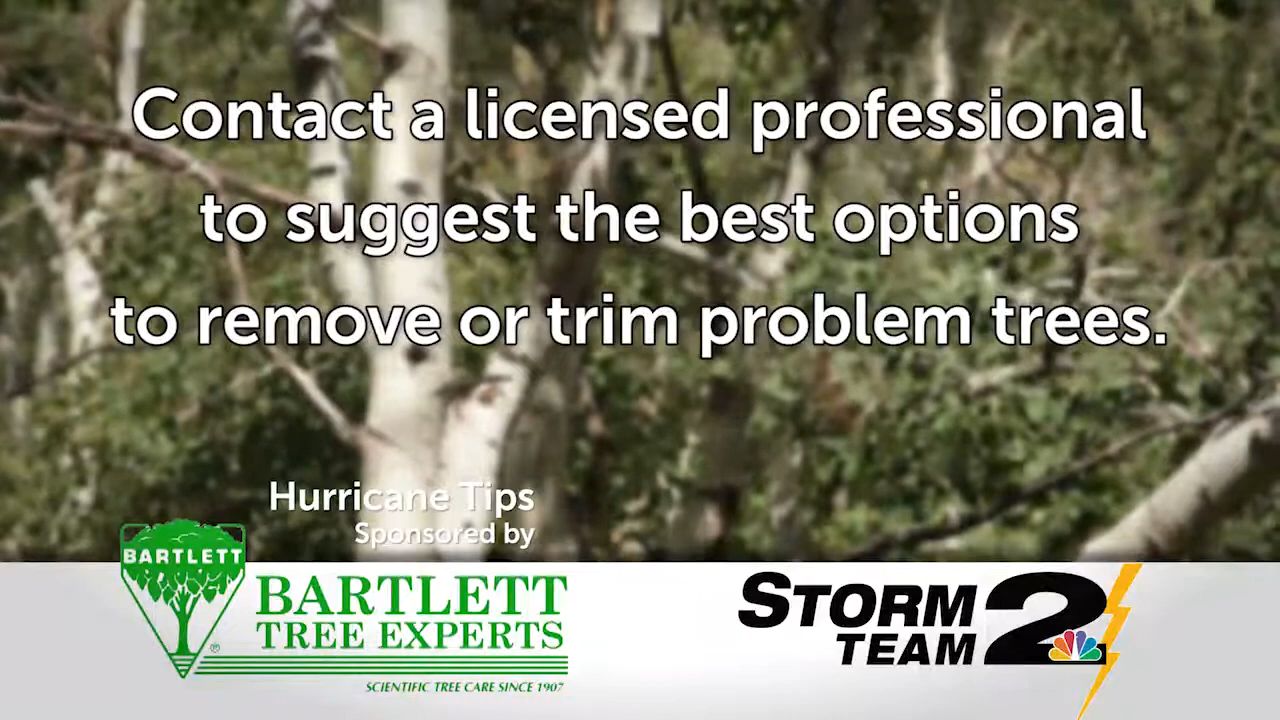 Contact a licensed professional
to suggest the best options
to remove or trim problem trees.
Hurricane Tips
Sponsored by
BARTLETT
BARTLETT
TREE EXPERTS
®
SCIENTIFIC TREE CARE SINCE 1907
STORM
TEAM
2